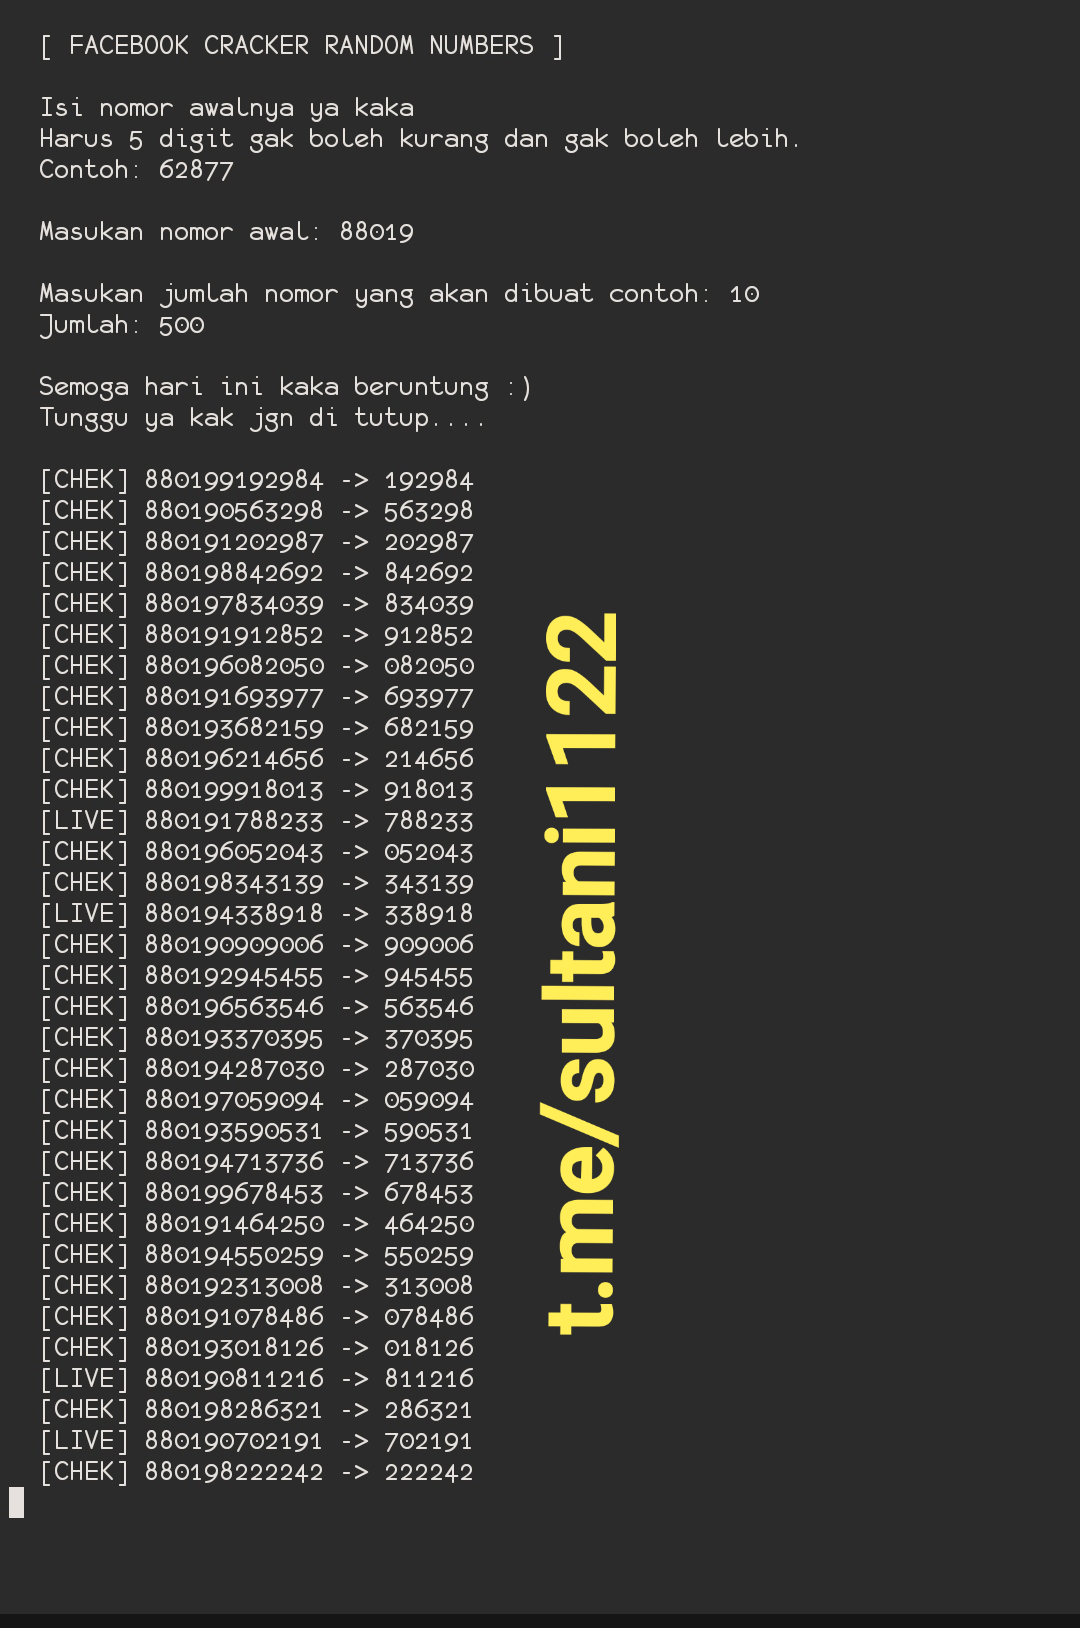 [ FACEBOOK CRACKER RANDOM NUMBERS ]
Isi nomor awalnya ya kaka
Harus 5 digit gak boleh kurang dan gak boleh lebih.
Contoh: 62877
Masukan nomor awal: 88019
Masukan jumlah nomor yang akan dibuat contoh: 10
Jumlah: 500
Semoga hari ini kaka beruntung :)
Tunggu ya kak jgn di tutup....
[CHEK] 880199192984 -> 192984
[CHEK] 880190563298 -> 563298
[CHEK] 880191202987 -> 202987
[CHEK] 880198842692 -> 842692
[CHEK] 880197834039 -> 834039
[CHEK] 880191912852 -> 912852
[CHEK] 880196082050 -> 082050
[CHEK] 880191693977 -> 693977
[CHEK] 880193682159 -> 682159
[CHEK] 880196214656 -> 214656
[CHEK] 880199918013 -> 918013
[LIVE] 880191788233 -> 788233
[CHEK] 880196052043 -> 052043
[CHEK] 880198343139 -> 343139
[LIVE] 880194338918 -> 338918
[CHEK] 880190909006 -> 909006
[CHEK] 880192945455 -> 945455
[CHEK] 880196563546 -> 563546
[CHEK] 880193370395 -> 370395
[CHEK] 880194287030 -> 287030
[CHEK] 880197059094 -> 059094
[CHEK] 880193590531 -> 590531
[CHEK] 880194713736 -> 713736
[CHEK] 880199678453 -> 678453
[CHEK] 880191464250 -> 464250
[CHEK] 880194550259 -> 550259
[CHEK] 880192313008 -> 313008
[CHEK] 880191078486 -> 078486
[CHEK] 880193018126 -> 018126
[LIVE] 880190811216 -> 811216
[CHEK] 880198286321 -> 286321
[LIVE] 880190702191 -> 702191
[CHEK] 880198222242 -> 222242
t.me/sultani1122